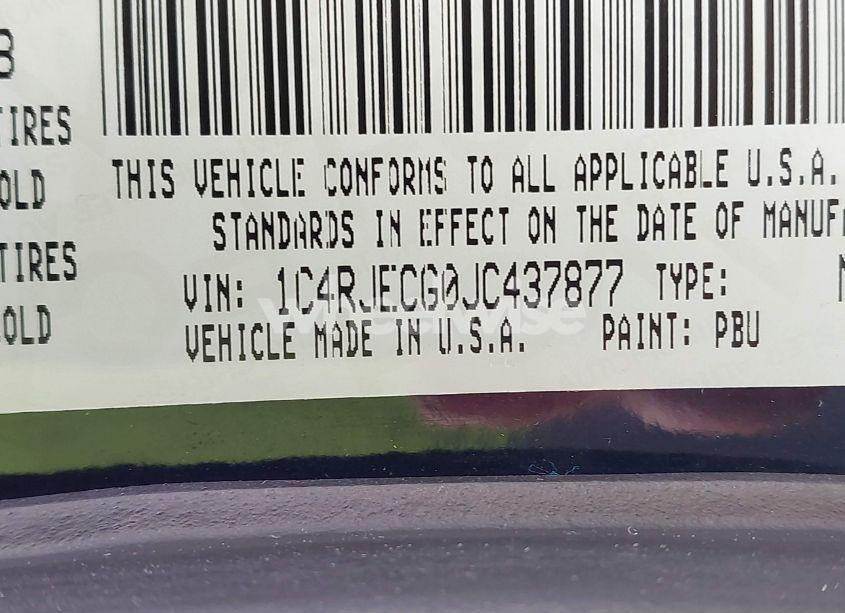 B
TIRES
THIS VEHICLE CONFORMS TO ALL APPLICABLE U.S.A.
OLD
STANDARDS IN EFFECT ON THE DATE OF MANUF
TIRES
VIN: 1C4RJECG0JC437877 TYPE:
OLD
VEHICLE MADE IN U.S.A. PAINT: PBU
wheelwise